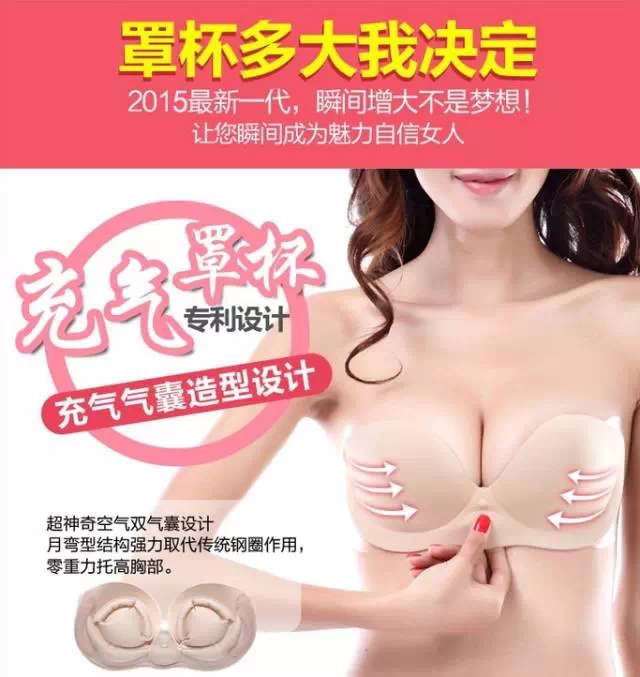 罩杯多大我决定
2015最新一代，瞬间增大不是梦想！
让您瞬间成为魅力自信女人
充气罩杯
专利设计
充气气囊造型设计
超神奇空气双气囊设计
月弯型结构强力取代传统钢圈作用，
零重力托高胸部。